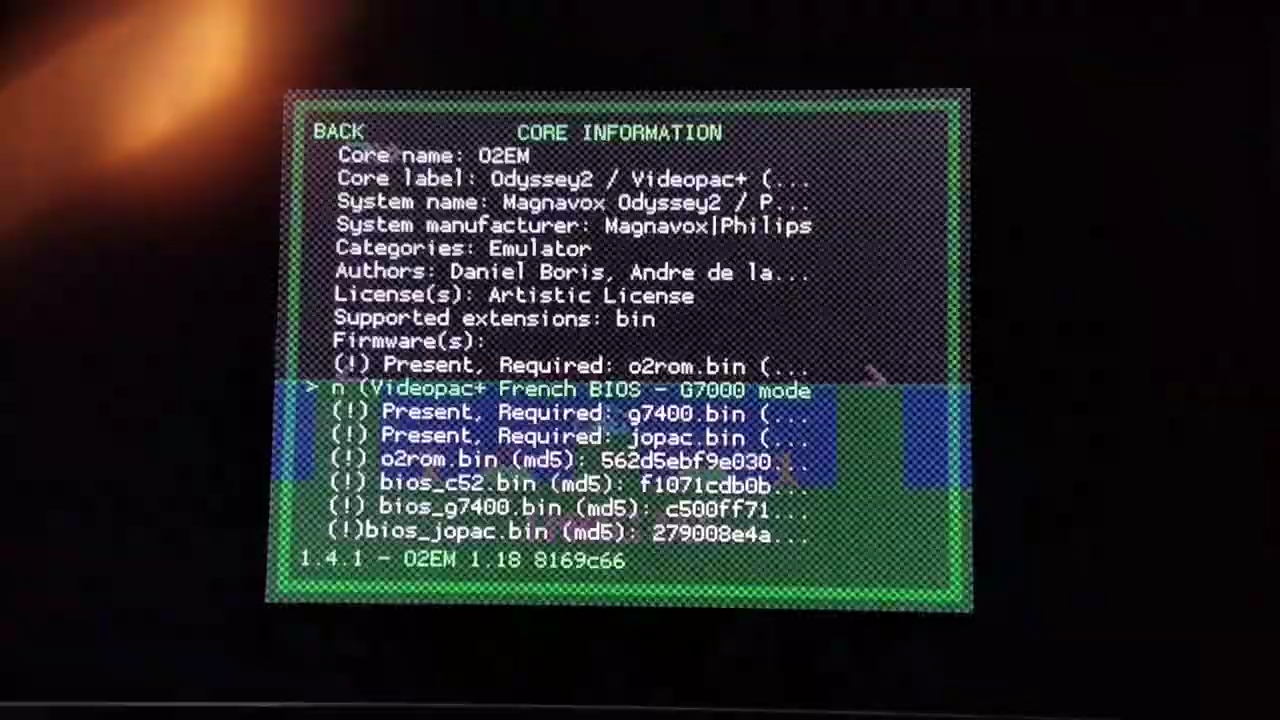 BACK CORE INFORMATION
Core name: O2EM
Core label: Odyssey2 / Videopac+ (...
System name: Magnavox Odyssey2 / P...
System manufacturer: Magnavox|Philips
Categories: Emulator
Authors: Daniel Boris, Andre de la...
License(s): Artistic License
Supported extensions: bin
Firmware(s):
(!) Present, Required: o2rom.bin (...
> n (Videopac+ French BIOS - G7000 mode
(!) Present, Required: g7400.bin (...
(!) Present, Required: jopac.bin (...
(!) o2rom.bin (md5): 562d5ebf9e030...
(!) bios_c52.bin (md5): f1071cdb0b...
(!) bios_g7400.bin (md5): c500ff71...
(!)bios_jopac.bin (md5): 279008e4a...
1.4.1 - O2EM 1.18 8169c66